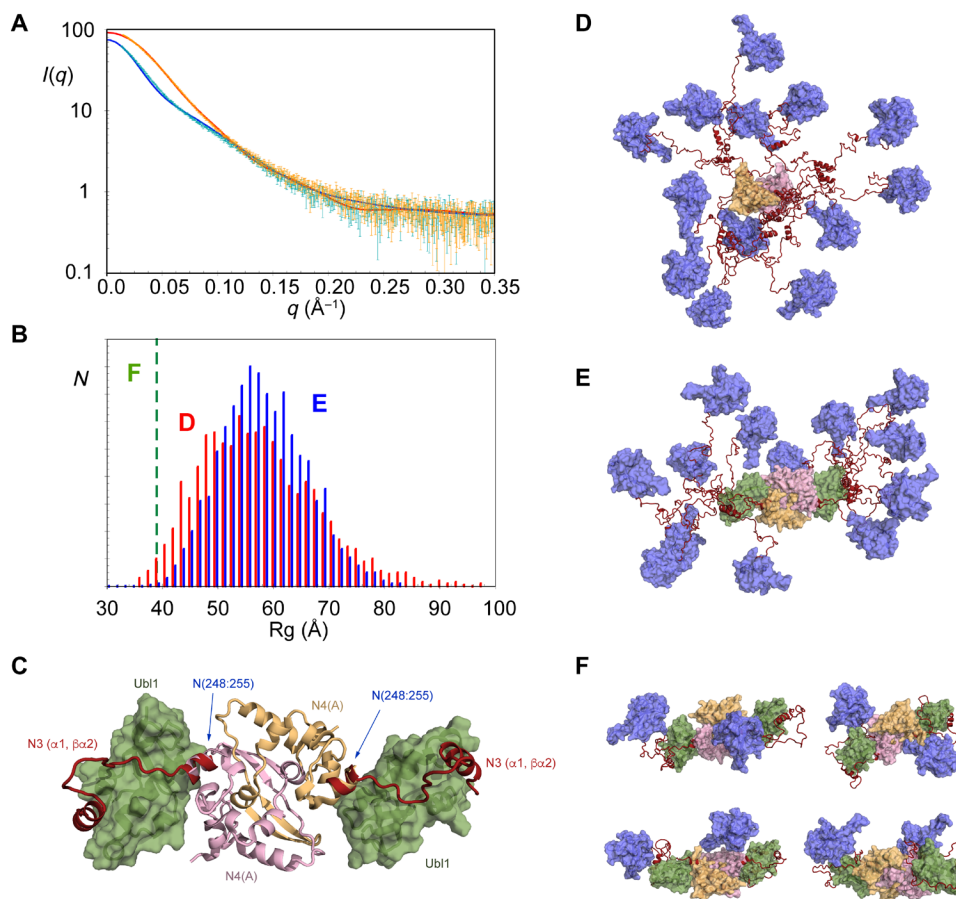 A
100
I(q)
10
1
0.1
0.0 0.05 0.10 0.15 0.20 0.25 0.30 0.35
q (Å⁻¹)
B
N
F
D
E
30 40 50 60 70 80 90 100
Rg (Å)
C
Ubl1
N(248:255)
N4(A)
N(248:255)
N3 (α1, βα2)
N3 (α1, βα2)
N4(A)
Ubl1
D
E
F